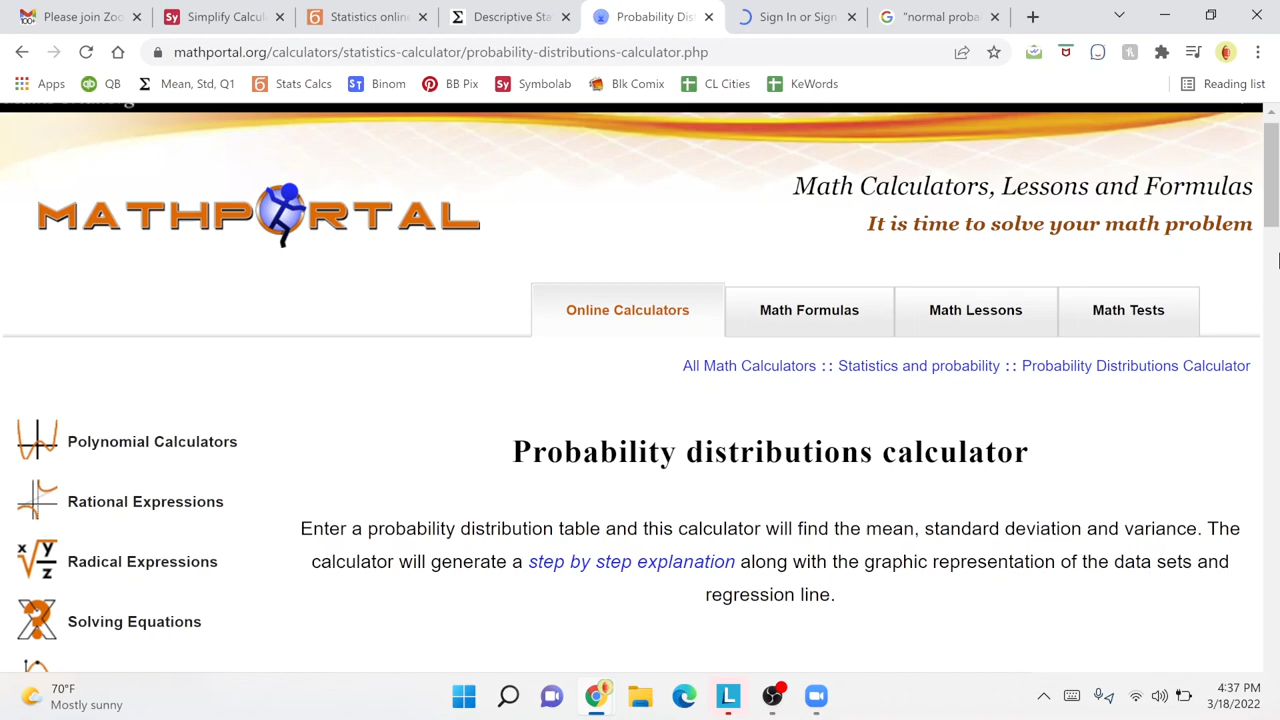 Please join Zoo
Simplify Calcul
Statistics onlin
Descriptive Sta
Probability Dis
Sign In or Sign
"normal proba
mathportal.org/calculators/statistics-calculator/probability-distributions-calculator.php
Apps
QB
Mean, Std, Q1
Stats Calcs
Binom
BB Pix
Symbolab
Blk Comix
CL Cities
KeWords
Reading list
MATHPORTAL
Math Calculators, Lessons and Formulas
It is time to solve your math problem
Online Calculators
Math Formulas
Math Lessons
Math Tests
All Math Calculators :: Statistics and probability :: Probability Distributions Calculator
Polynomial Calculators
Rational Expressions
Radical Expressions
Solving Equations
Probability distributions calculator
Enter a probability distribution table and this calculator will find the mean, standard deviation and variance. The
calculator will generate a step by step explanation along with the graphic representation of the data sets and
regression line.
70°F
Mostly sunny
4:37 PM
3/18/2022